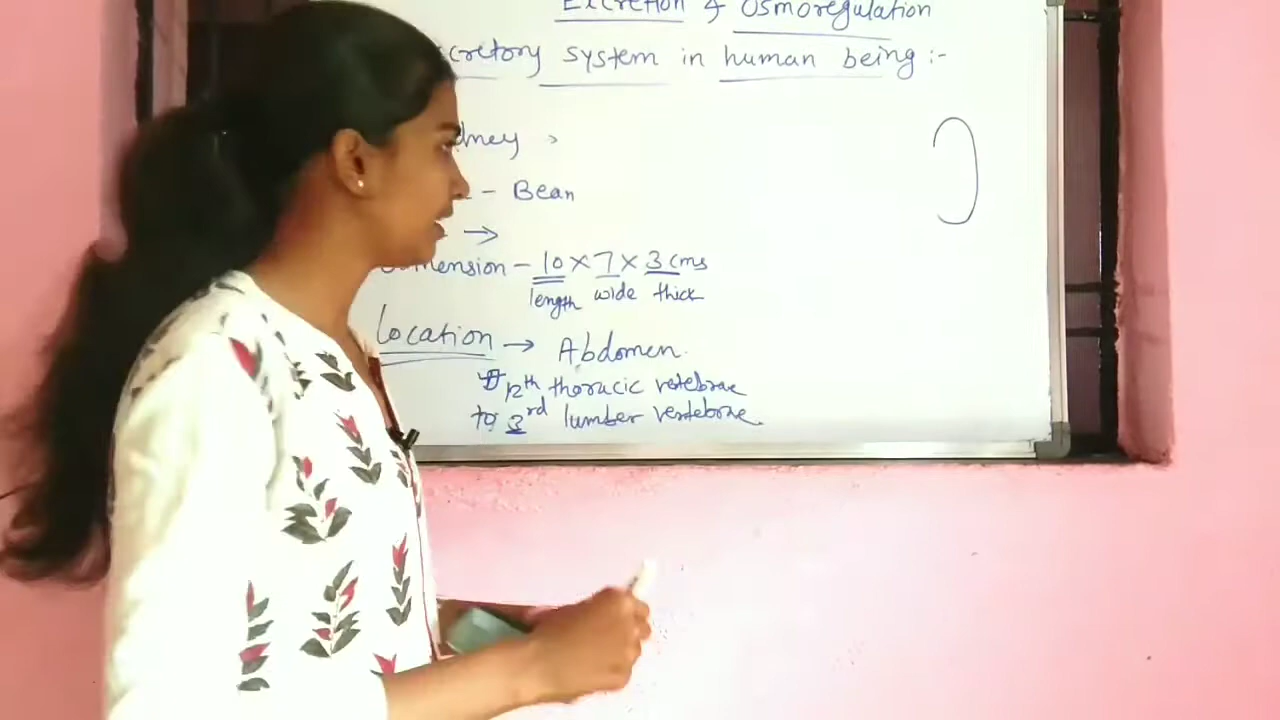 Excretion & Osmoregulation
cretory system in human being :-
dney >
- Bean
→
Dimension - 10 × 7 × 3 cms
length wide thick
Location → Abdomen.
12th thoracic vertebrae
to 3rd lumber vertebrae